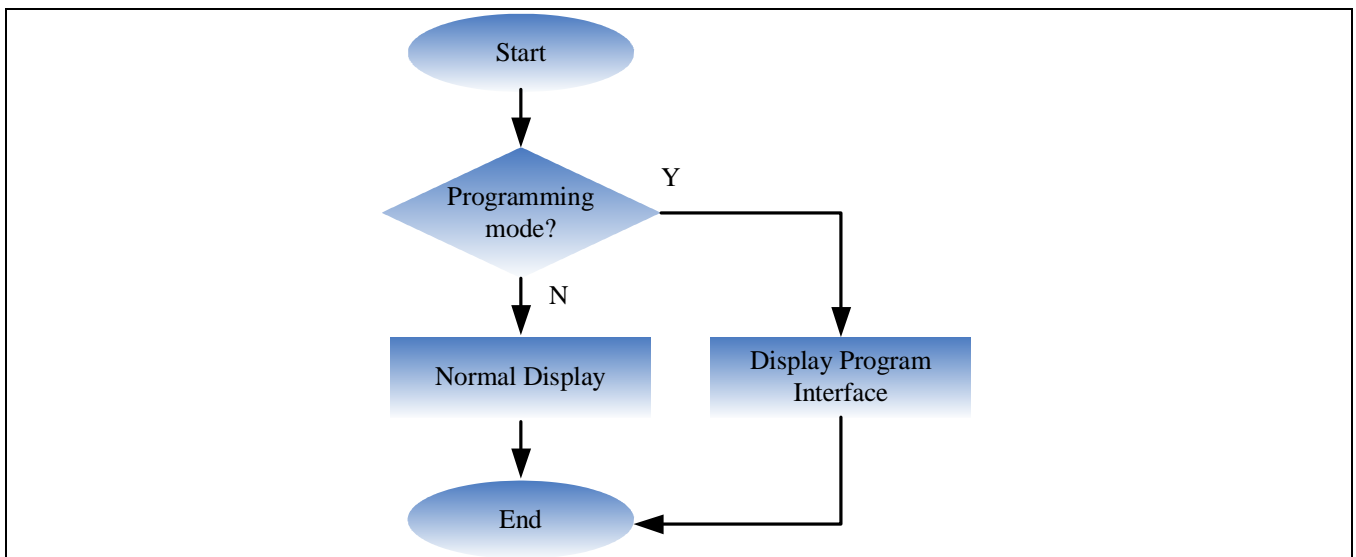 Start
Programming
mode?
Y
N
Normal Display
Display Program
Interface
End